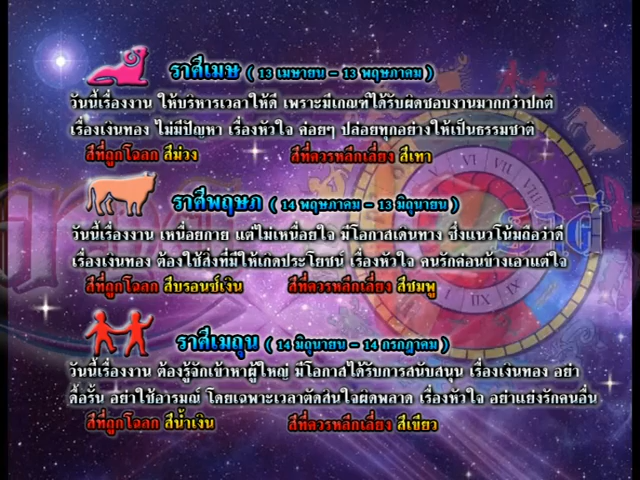 ราศีเมษ ( 13 เมษายน - 13 พฤษภาคม )
วันนี้เรื่องงาน ให้บริหารเวลาให้ดี เพราะมีเกณฑ์ได้รับผิดชอบงานมากกว่าปกติ
เรื่องเงินทอง ไม่มีปัญหา เรื่องหัวใจ ค่อยๆ ปล่อยทุกอย่างให้เป็นธรรมชาติ
สีที่ถูกโฉลก สีม่วง สีที่ควรหลีกเลี่ยง สีเทา
ราศีพฤษภ ( 14 พฤษภาคม - 13 มิถุนายน )
วันนี้เรื่องงาน เหนื่อยกาย แต่ไม่เหนื่อยใจ มีโอกาสเดินทาง ซึ่งแนวโน้มส่อว่าดี
เรื่องเงินทอง ต้องใช้สิ่งที่มีให้เกิดประโยชน์ เรื่องหัวใจ คนรักค่อนข้างเอาแต่ใจ
สีที่ถูกโฉลก สีบรอนซ์เงิน สีที่ควรหลีกเลี่ยง สีชมพู
ราศีเมถุน ( 14 มิถุนายน - 14 กรกฎาคม )
วันนี้เรื่องงาน ต้องรู้จักเข้าหาผู้ใหญ่ มีโอกาสได้รับการสนับสนุน เรื่องเงินทอง อย่า
ดื้อรั้น อย่าใช้อารมณ์ โดยเฉพาะเวลาตัดสินใจผิดพลาด เรื่องหัวใจ อย่าแย่งรักคนอื่น
สีที่ถูกโฉลก สีน้ำเงิน สีที่ควรหลีกเลี่ยง สีเขียว